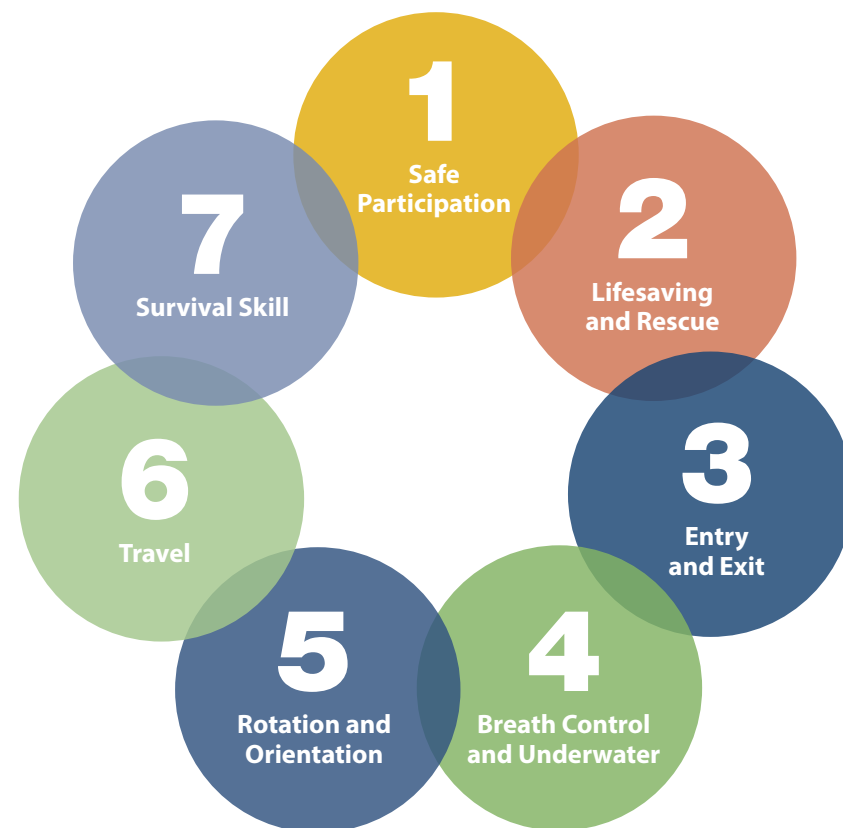 1
Safe
Participation
2
Lifesaving
and Rescue
3
Entry
and Exit
4
Breath Control
and Underwater
5
Rotation and
Orientation
6
Travel
7
Survival Skill